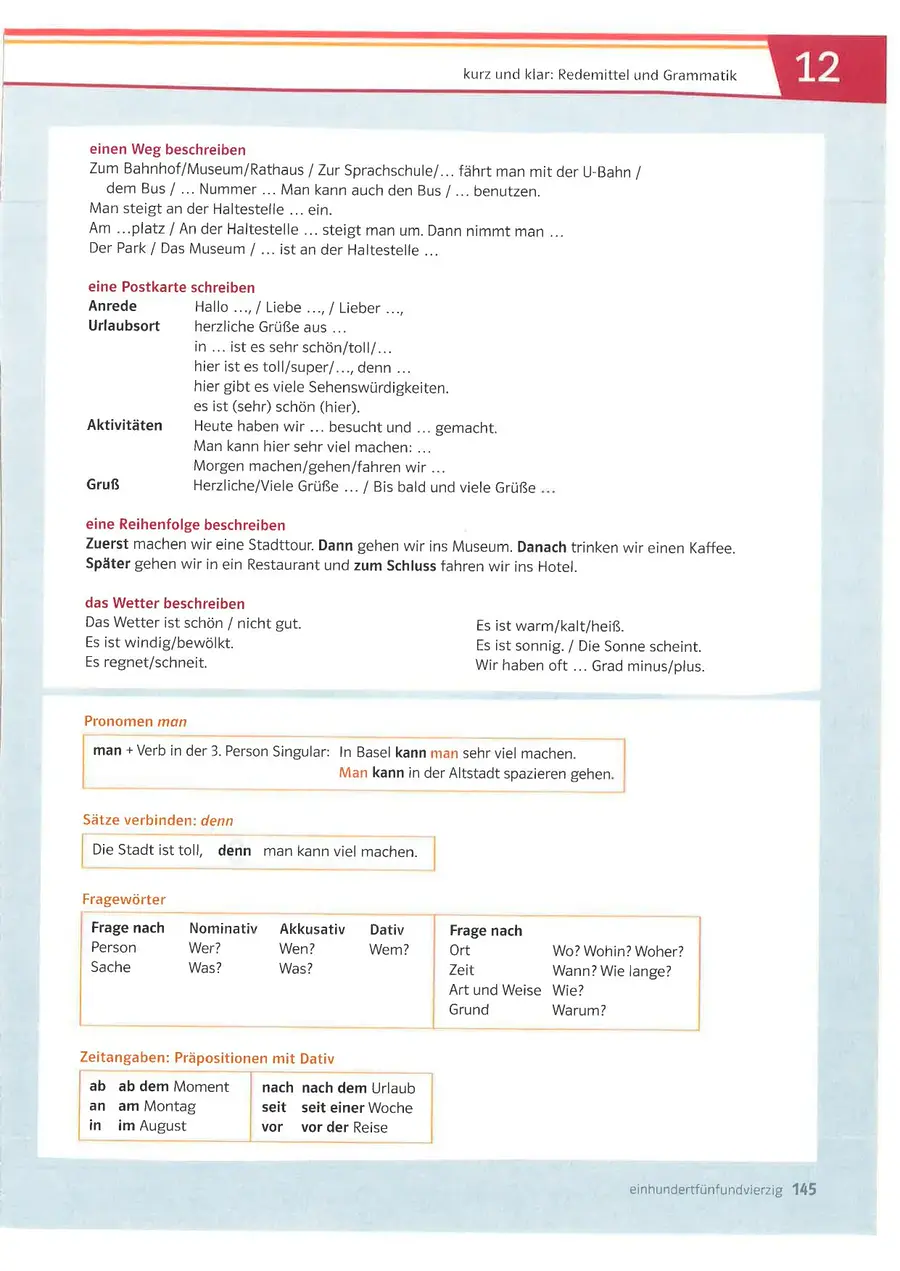 kurz und klar: Redemittel und Grammatik
12
einen Weg beschreiben
Zum Bahnhof/Museum/Rathaus / Zur Sprachschule/... fährt man mit der U-Bahn /
dem Bus / ... Nummer ... Man kann auch den Bus / ... benutzen.
Man steigt an der Haltestelle ... ein.
Am ...platz / An der Haltestelle ... steigt man um. Dann nimmt man ...
Der Park / Das Museum / ... ist an der Haltestelle ...
eine Postkarte schreiben
Anrede Hallo ..., / Liebe ..., / Lieber ...,
Urlaubsort herzliche Grüße aus ...
in ... ist es sehr schön/toll/...
hier ist es toll/super/..., denn ...
hier gibt es viele Sehenswürdigkeiten.
es ist (sehr) schön (hier).
Aktivitäten Heute haben wir ... besucht und ... gemacht.
Man kann hier sehr viel machen: ...
Morgen machen/gehen/fahren wir ...
Gruß Herzliche/Viele Grüße ... / Bis bald und viele Grüße ...
eine Reihenfolge beschreiben
Zuerst machen wir eine Stadttour. Dann gehen wir ins Museum. Danach trinken wir einen Kaffee.
Später gehen wir in ein Restaurant und zum Schluss fahren wir ins Hotel.
das Wetter beschreiben
Das Wetter ist schön / nicht gut.
Es ist windig/bewölkt.
Es regnet/schneit.
Es ist warm/kalt/heiß.
Es ist sonnig. / Die Sonne scheint.
Wir haben oft ... Grad minus/plus.
Pronomen man
man + Verb in der 3. Person Singular: In Basel kann man sehr viel machen.
Man kann in der Altstadt spazieren gehen.
Sätze verbinden: denn
Die Stadt ist toll, denn man kann viel machen.
Fragewörter
Frage nach Nominativ Akkusativ Dativ
Person Wer? Wen? Wem?
Sache Was? Was?
Frage nach
Ort Wo? Wohin? Woher?
Zeit Wann? Wie lange?
Art und Weise Wie?
Grund Warum?
Zeitangaben: Präpositionen mit Dativ
ab ab dem Moment
an am Montag
in im August
nach nach dem Urlaub
seit seit einer Woche
vor vor der Reise
einhundertfünfundvierzig 145